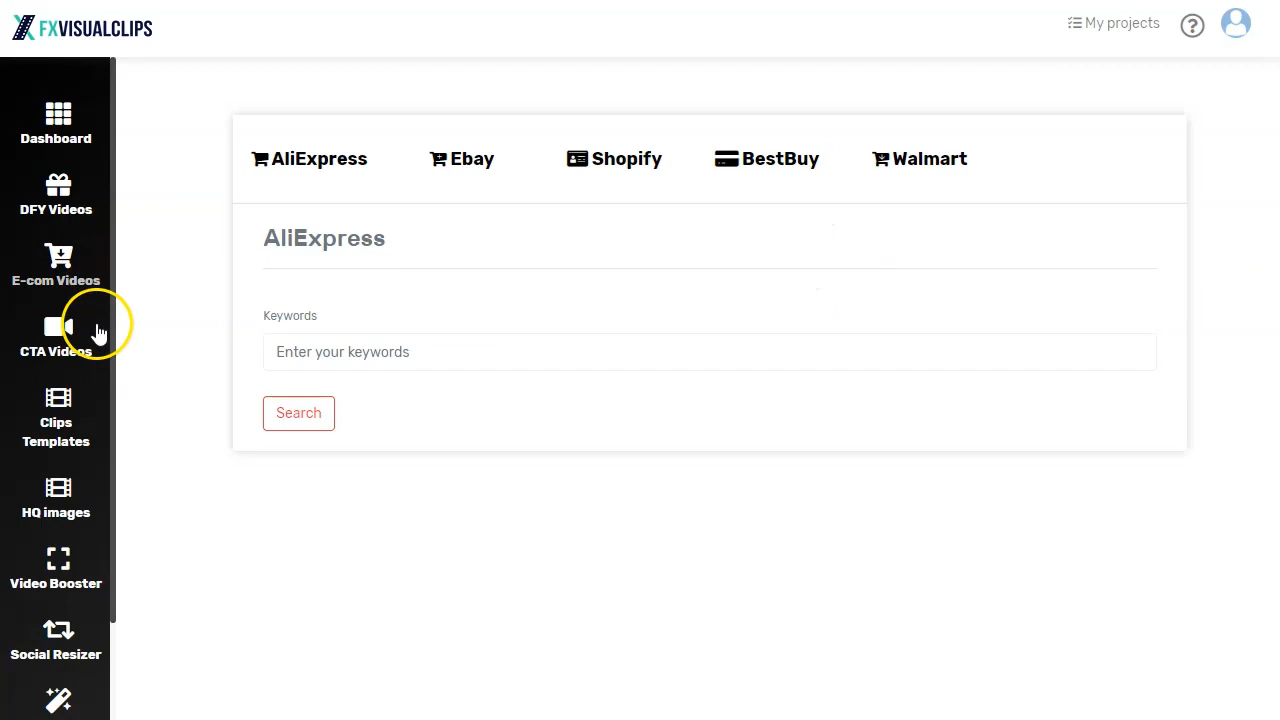 FXVISUALCLIPS
My projects
Dashboard
DFY Videos
E-com Videos
CTA Videos
Clips
Templates
HQ images
Video Booster
Social Resizer
AliExpress
Ebay
Shopify
BestBuy
Walmart
AliExpress
Keywords
Enter your keywords
Search